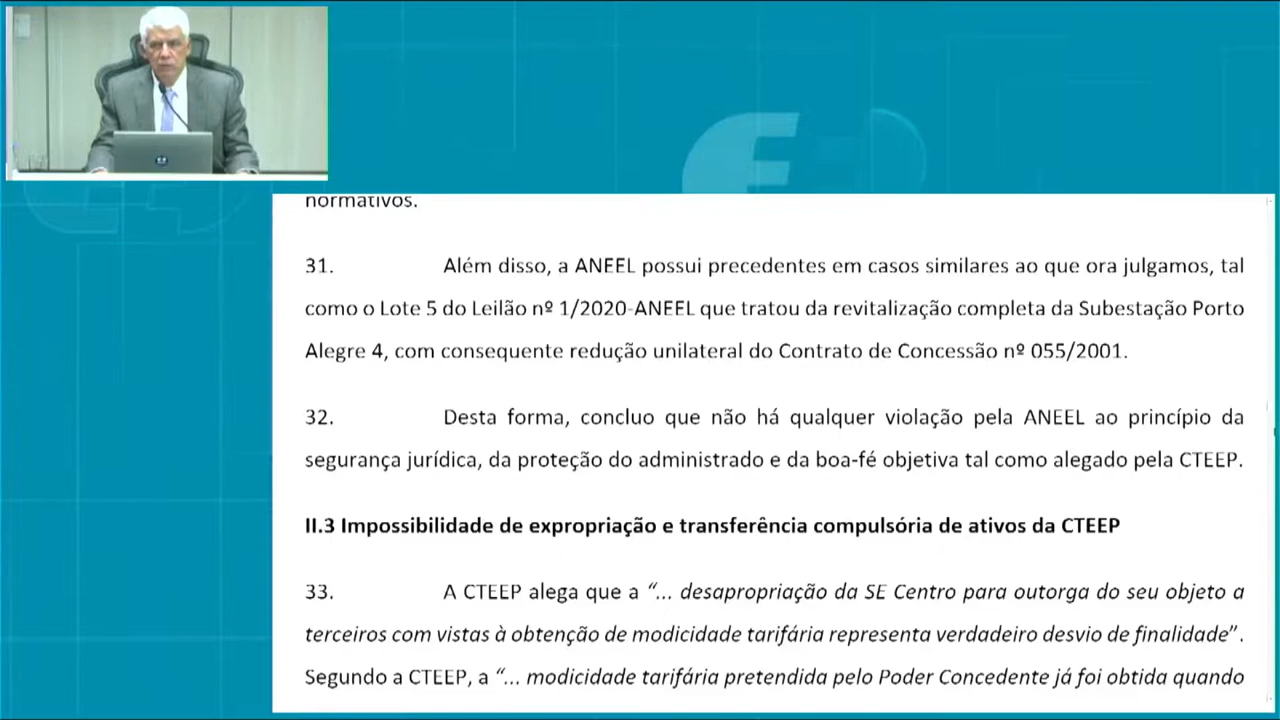 normativos.
31. Além disso, a ANEEL possui precedentes em casos similares ao que ora julgamos, tal
como o Lote 5 do Leilão nº 1/2020-ANEEL que tratou da revitalização completa da Subestação Porto
Alegre 4, com consequente redução unilateral do Contrato de Concessão nº 055/2001.
32. Desta forma, concluo que não há qualquer violação pela ANEEL ao princípio da
segurança jurídica, da proteção do administrado e da boa-fé objetiva tal como alegado pela CTEEP.
II.3 Impossibilidade de expropriação e transferência compulsória de ativos da CTEEP
33. A CTEEP alega que a “... desapropriação da SE Centro para outorga do seu objeto a
terceiros com vistas à obtenção de modicidade tarifária representa verdadeiro desvio de finalidade”.
Segundo a CTEEP, a “... modicidade tarifária pretendida pelo Poder Concedente já foi obtida quando